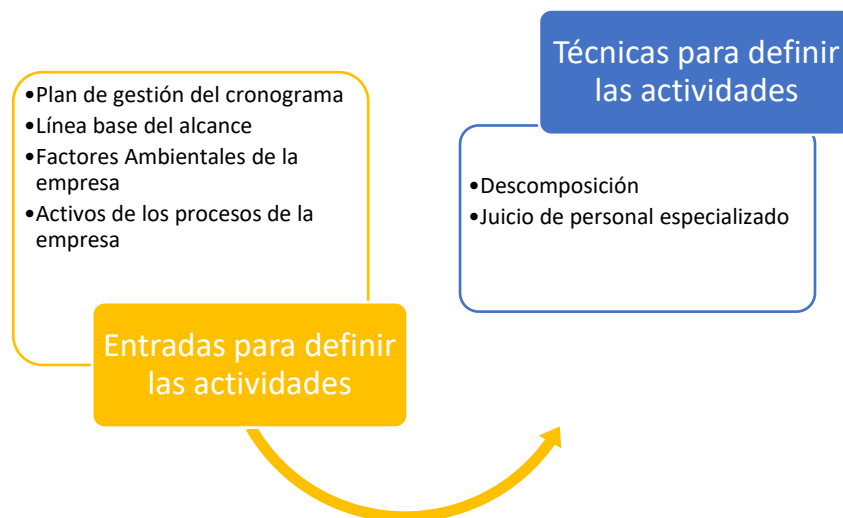 •Plan de gestión del cronograma
•Línea base del alcance
•Factores Ambientales de la
empresa
•Activos de los procesos de la
empresa
Entradas para definir
las actividades
Técnicas para definir
las actividades
•Descomposición
•Juicio de personal especializado